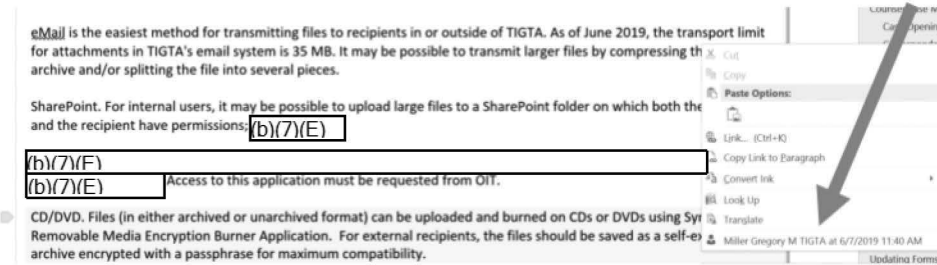 Case Opening
eMail is the easiest method for transmitting files to recipients in or outside of TIGTA. As of June 2019, the transport limit
for attachments in TIGTA's email system is 35 MB. It may be possible to transmit larger files by compressing th
archive and/or splitting the file into several pieces.
SharePoint. For internal users, it may be possible to upload large files to a SharePoint folder on which both the
and the recipient have permissions; (b)(7)(E)
(b)(7)(E)
(b)(7)(E) Access to this application must be requested from OIT.
CD/DVD. Files (in either archived or unarchived format) can be uploaded and burned on CDs or DVDs using Sy
Removable Media Encryption Burner Application. For external recipients, the files should be saved as a self-e
archive encrypted with a passphrase for maximum compatibility.
Cut
Copy
Paste Options:
Link... (Ctrl+K)
Copy Link to Paragraph
Convert Ink
Look Up
Translate
Miller Gregory M TIGTA at 6/7/2019 11:40 AM
Updating Forms